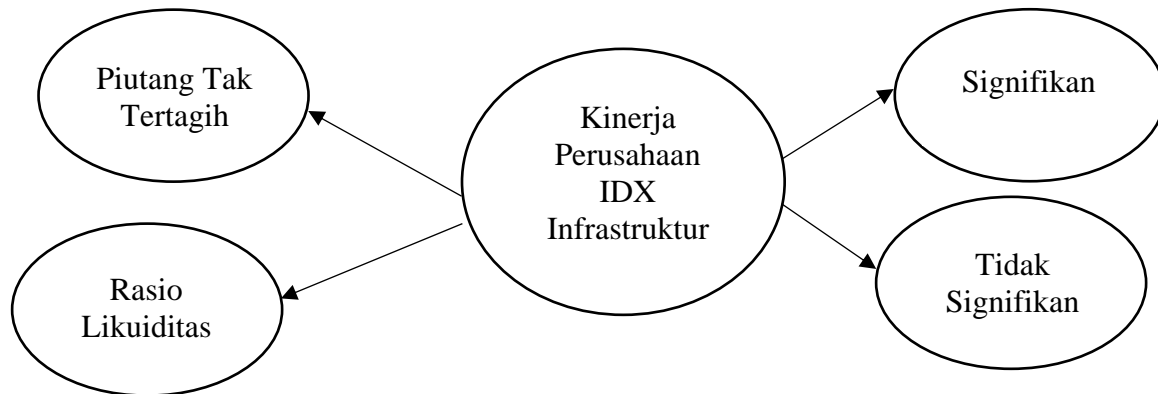 Piutang Tak
Tertagih
Rasio
Likuiditas
Kinerja
Perusahaan
IDX
Infrastruktur
Signifikan
Tidak
Signifikan